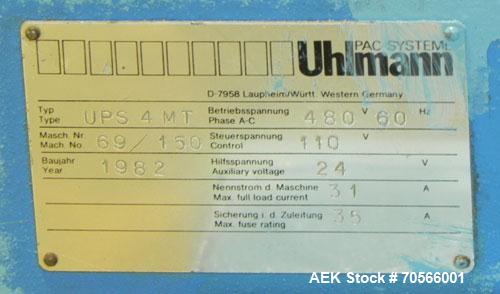 PAC SYSTEME
Uhlmann
D-7958 Laupheim/Württ. Western Germany
Typ Type UPS 4 MT Betriebsspannung Phase A-C 480 V 60 Hz
Masch. Nr. Mach. No 69/150 Steuerspannung Control 110 V
Baujahr Year 1982 Hilfsspannung Auxiliary voltage 24 V
Nennstrom d. Maschine Max. full load current 31 A
Sicherung i. d. Zuleitung Max. fuse rating 35 A
AEK Stock # 70566001